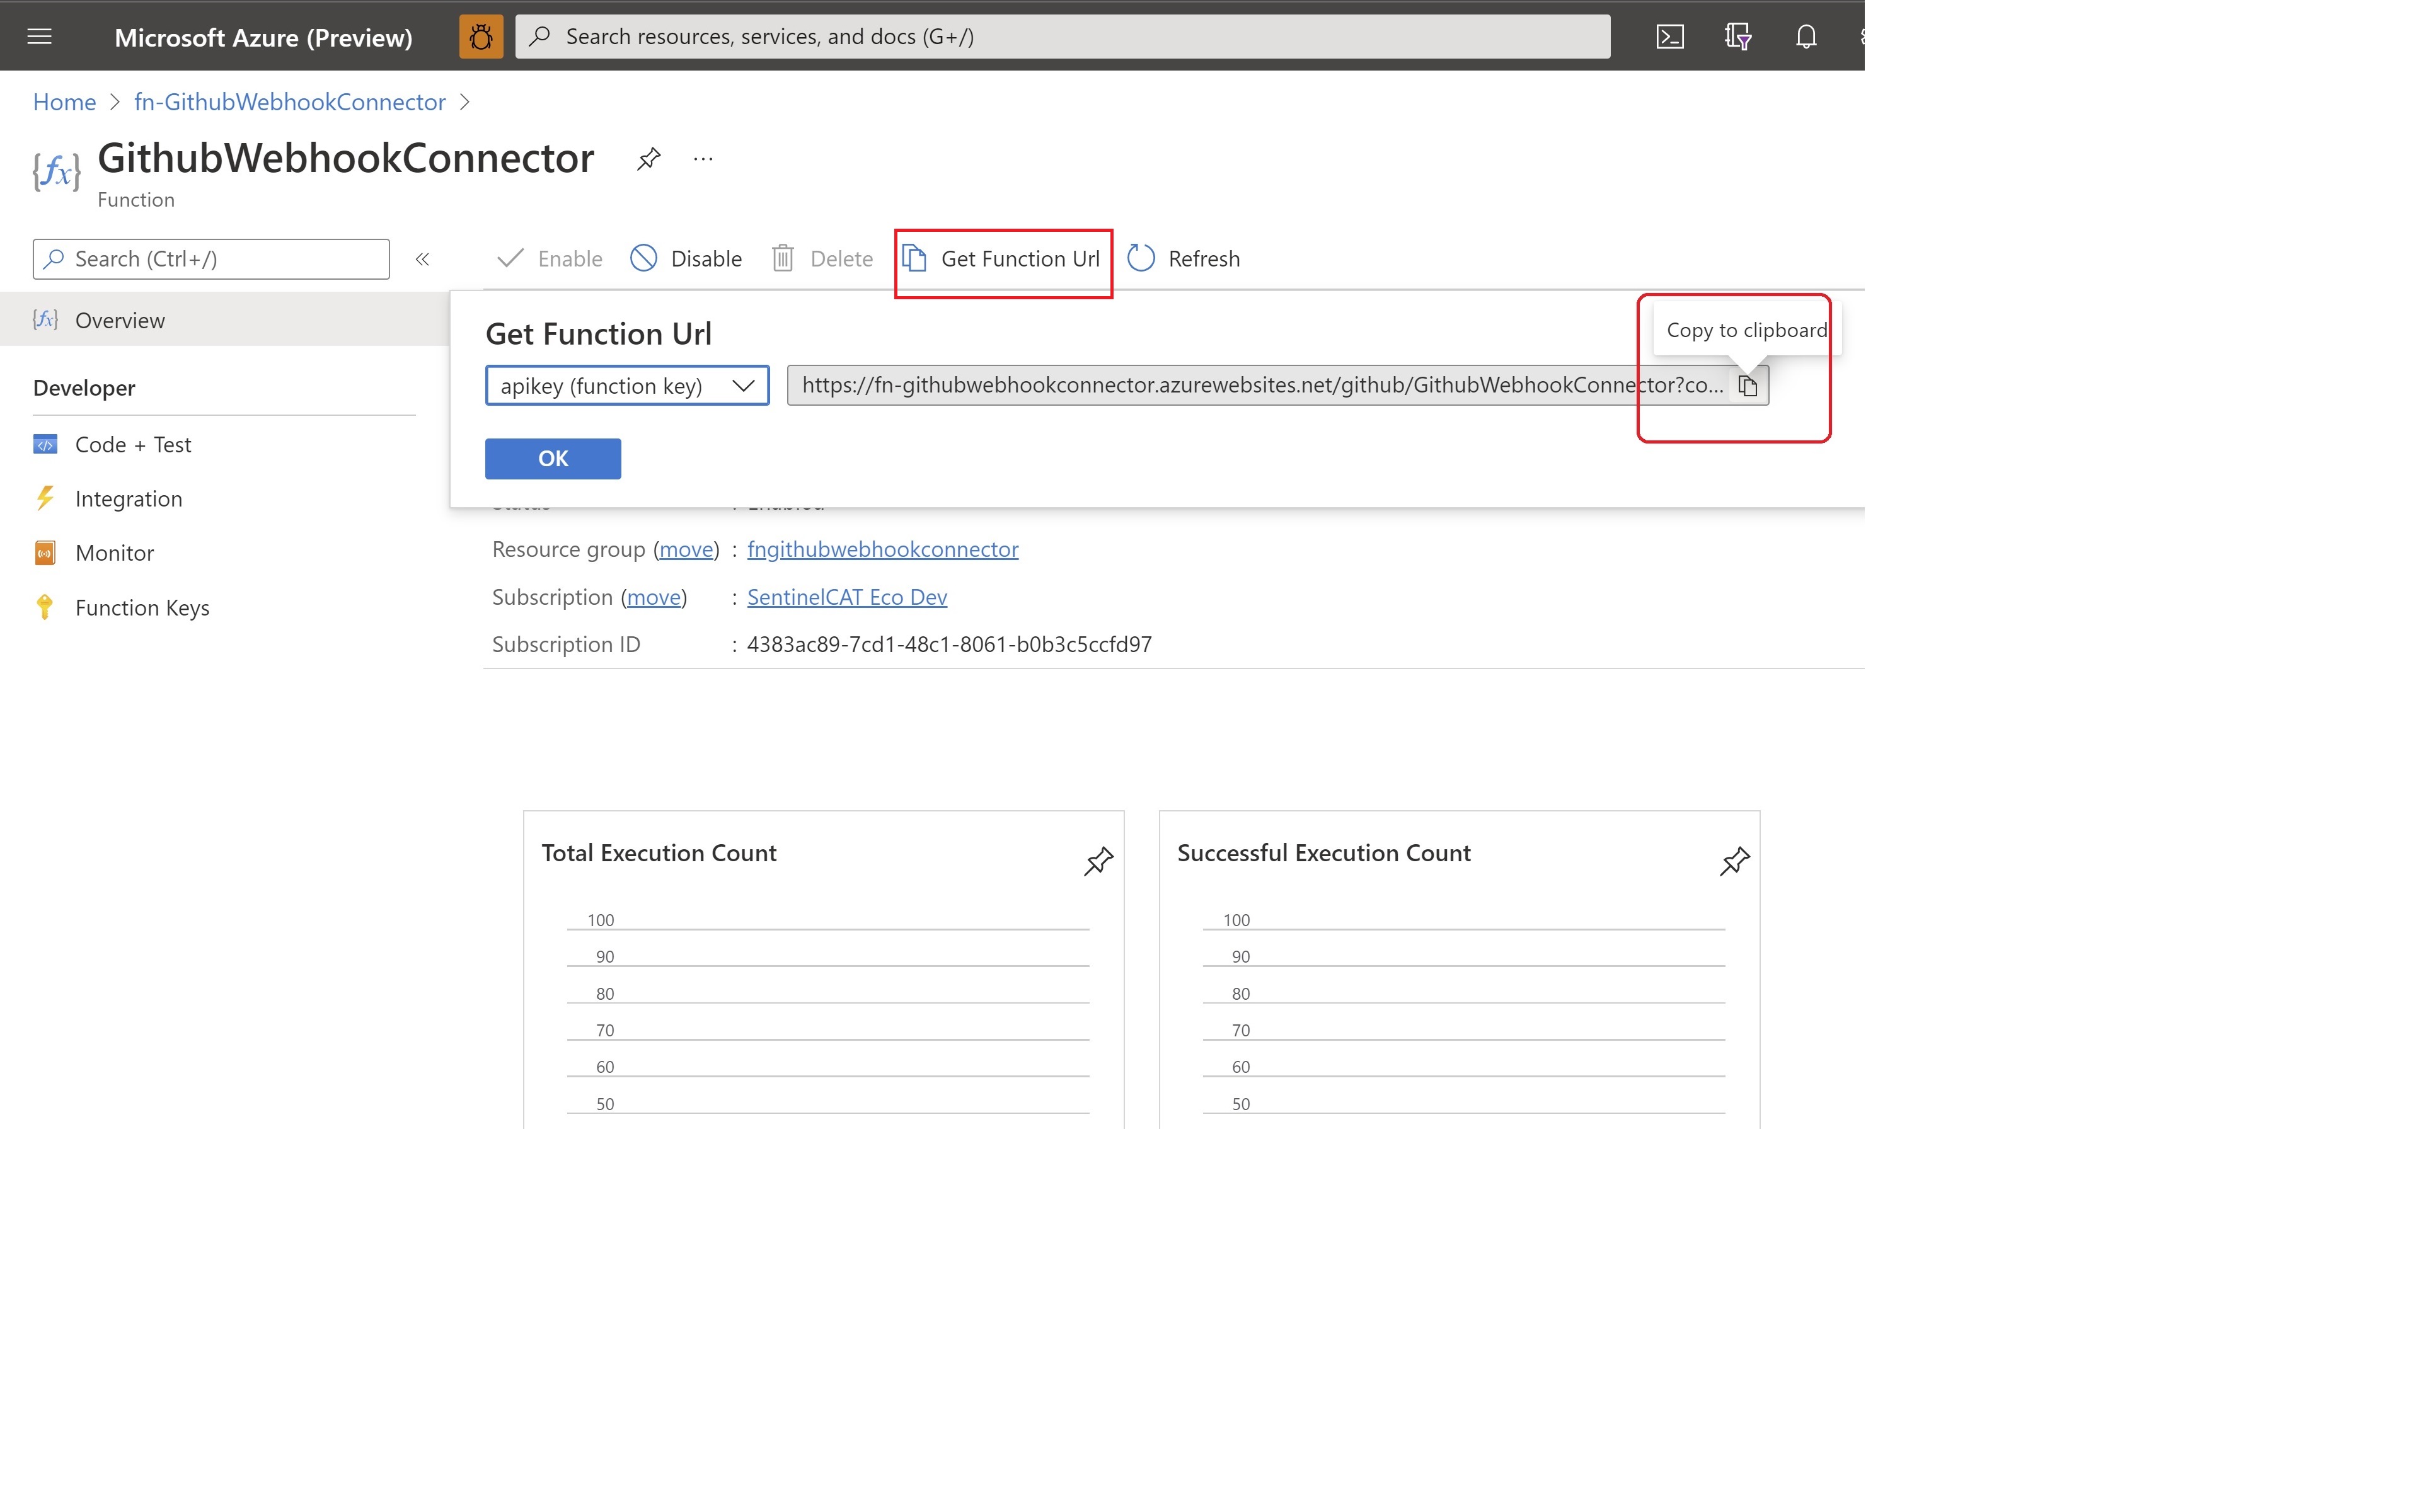 Microsoft Azure (Preview)
Search resources, services, and docs (G+/)
Home > fn-GithubWebhookConnector >
{fx}
GithubWebhookConnector
...
Function
Search (Ctrl+/)
«
Enable
Disable
Delete
Get Function Url
Refresh
{fx} Overview
Developer
Code + Test
Integration
Monitor
Function Keys
Get Function Url
Copy to clipboard
apikey (function key)
https://fn-githubwebhookconnector.azurewebsites.net/github/GithubWebhookConnector?co...
OK
Status : Enabled
Resource group (move) : fngithubwebhookconnector
Subscription (move) : SentinelCAT Eco Dev
Subscription ID : 4383ac89-7cd1-48c1-8061-b0b3c5ccfd97
Total Execution Count
100
90
80
70
60
50
Successful Execution Count
100
90
80
70
60
50